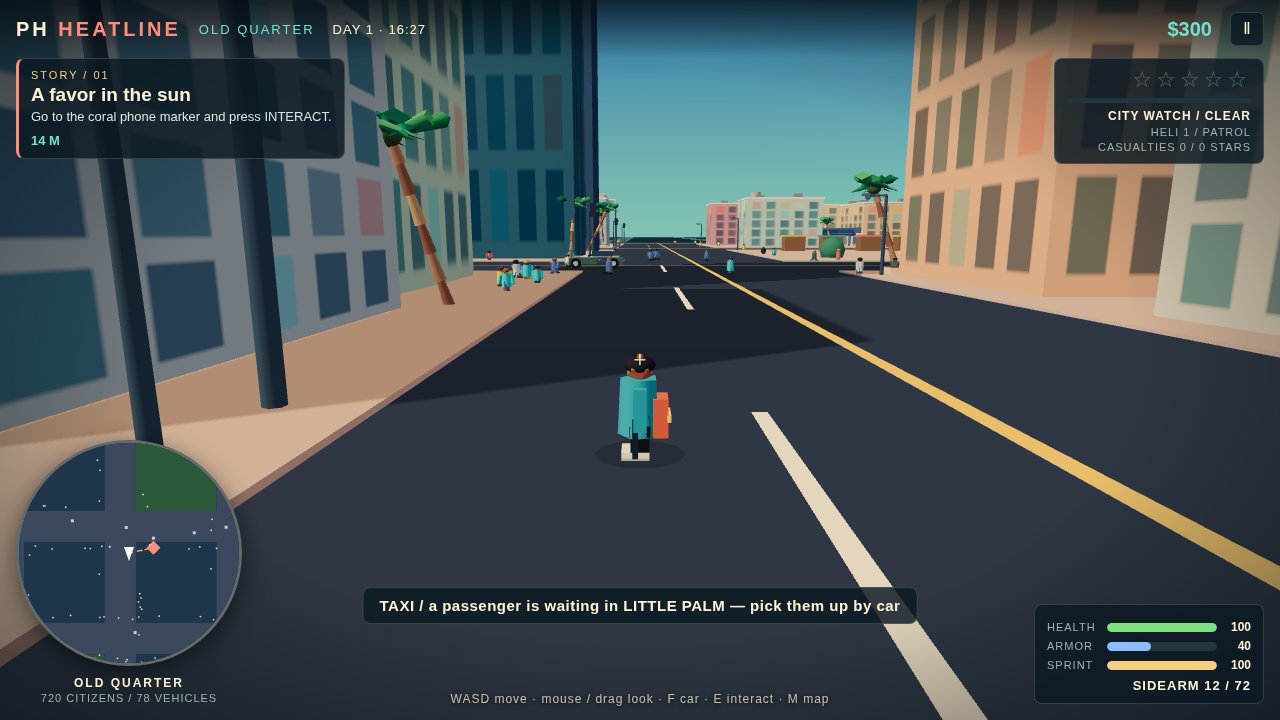 PH HEATLINE OLD QUARTER DAY 1 · 16:27
$300
II
STORY / 01
A favor in the sun
Go to the coral phone marker and press INTERACT.
14 M
☆☆☆☆☆
CITY WATCH / CLEAR
HELI 1 / PATROL
CASUALTIES 0 / 0 STARS
TAXI / a passenger is waiting in LITTLE PALM — pick them up by car
HEALTH 100
ARMOR 40
SPRINT 100
SIDEARM 12 / 72
OLD QUARTER
720 CITIZENS / 78 VEHICLES
WASD move · mouse / drag look · F car · E interact · M map